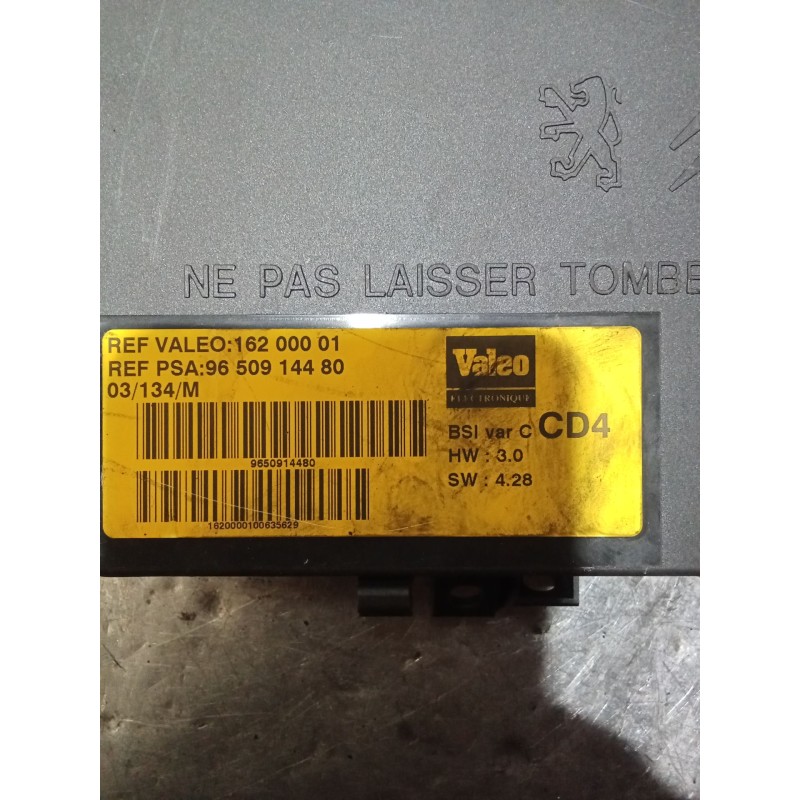 NE PAS LAISSER TOMBE
REF VALEO:162 000 01
REF PSA:96 509 144 80
03/134/M
9650914480
1620000100635629
Valeo
ELECTRONIQUE
BSI var C CD4
HW : 3.0
SW : 4.28